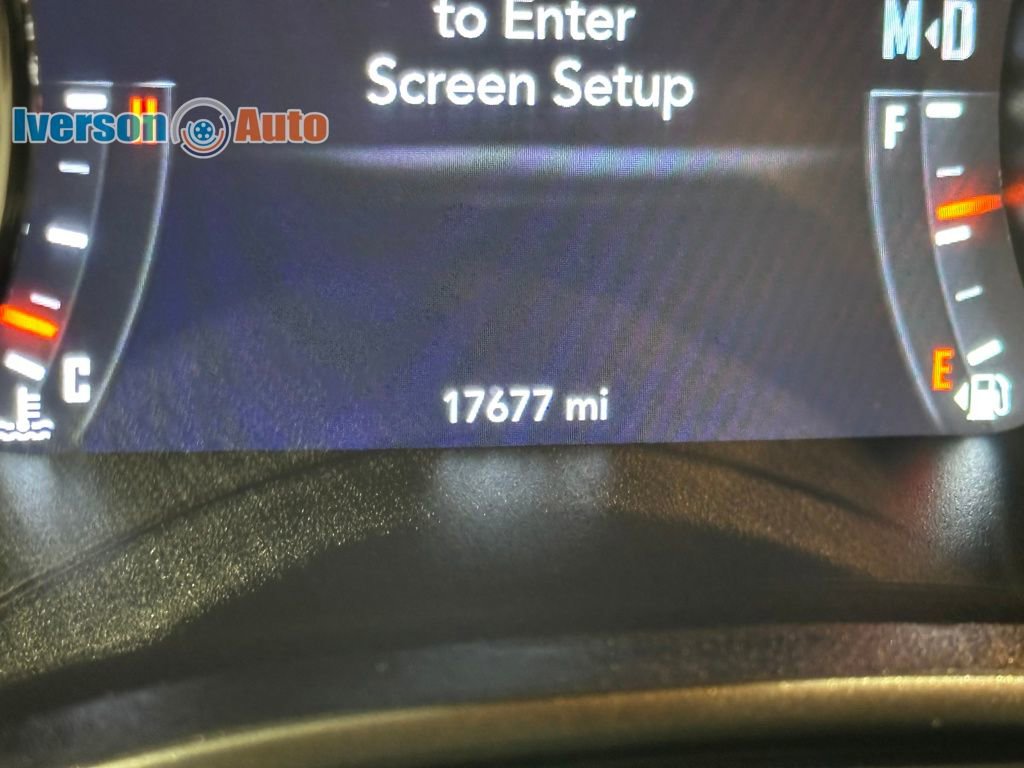 to Enter
Screen Setup
M D
H
F
Iverson Auto
E
C
17677 mi